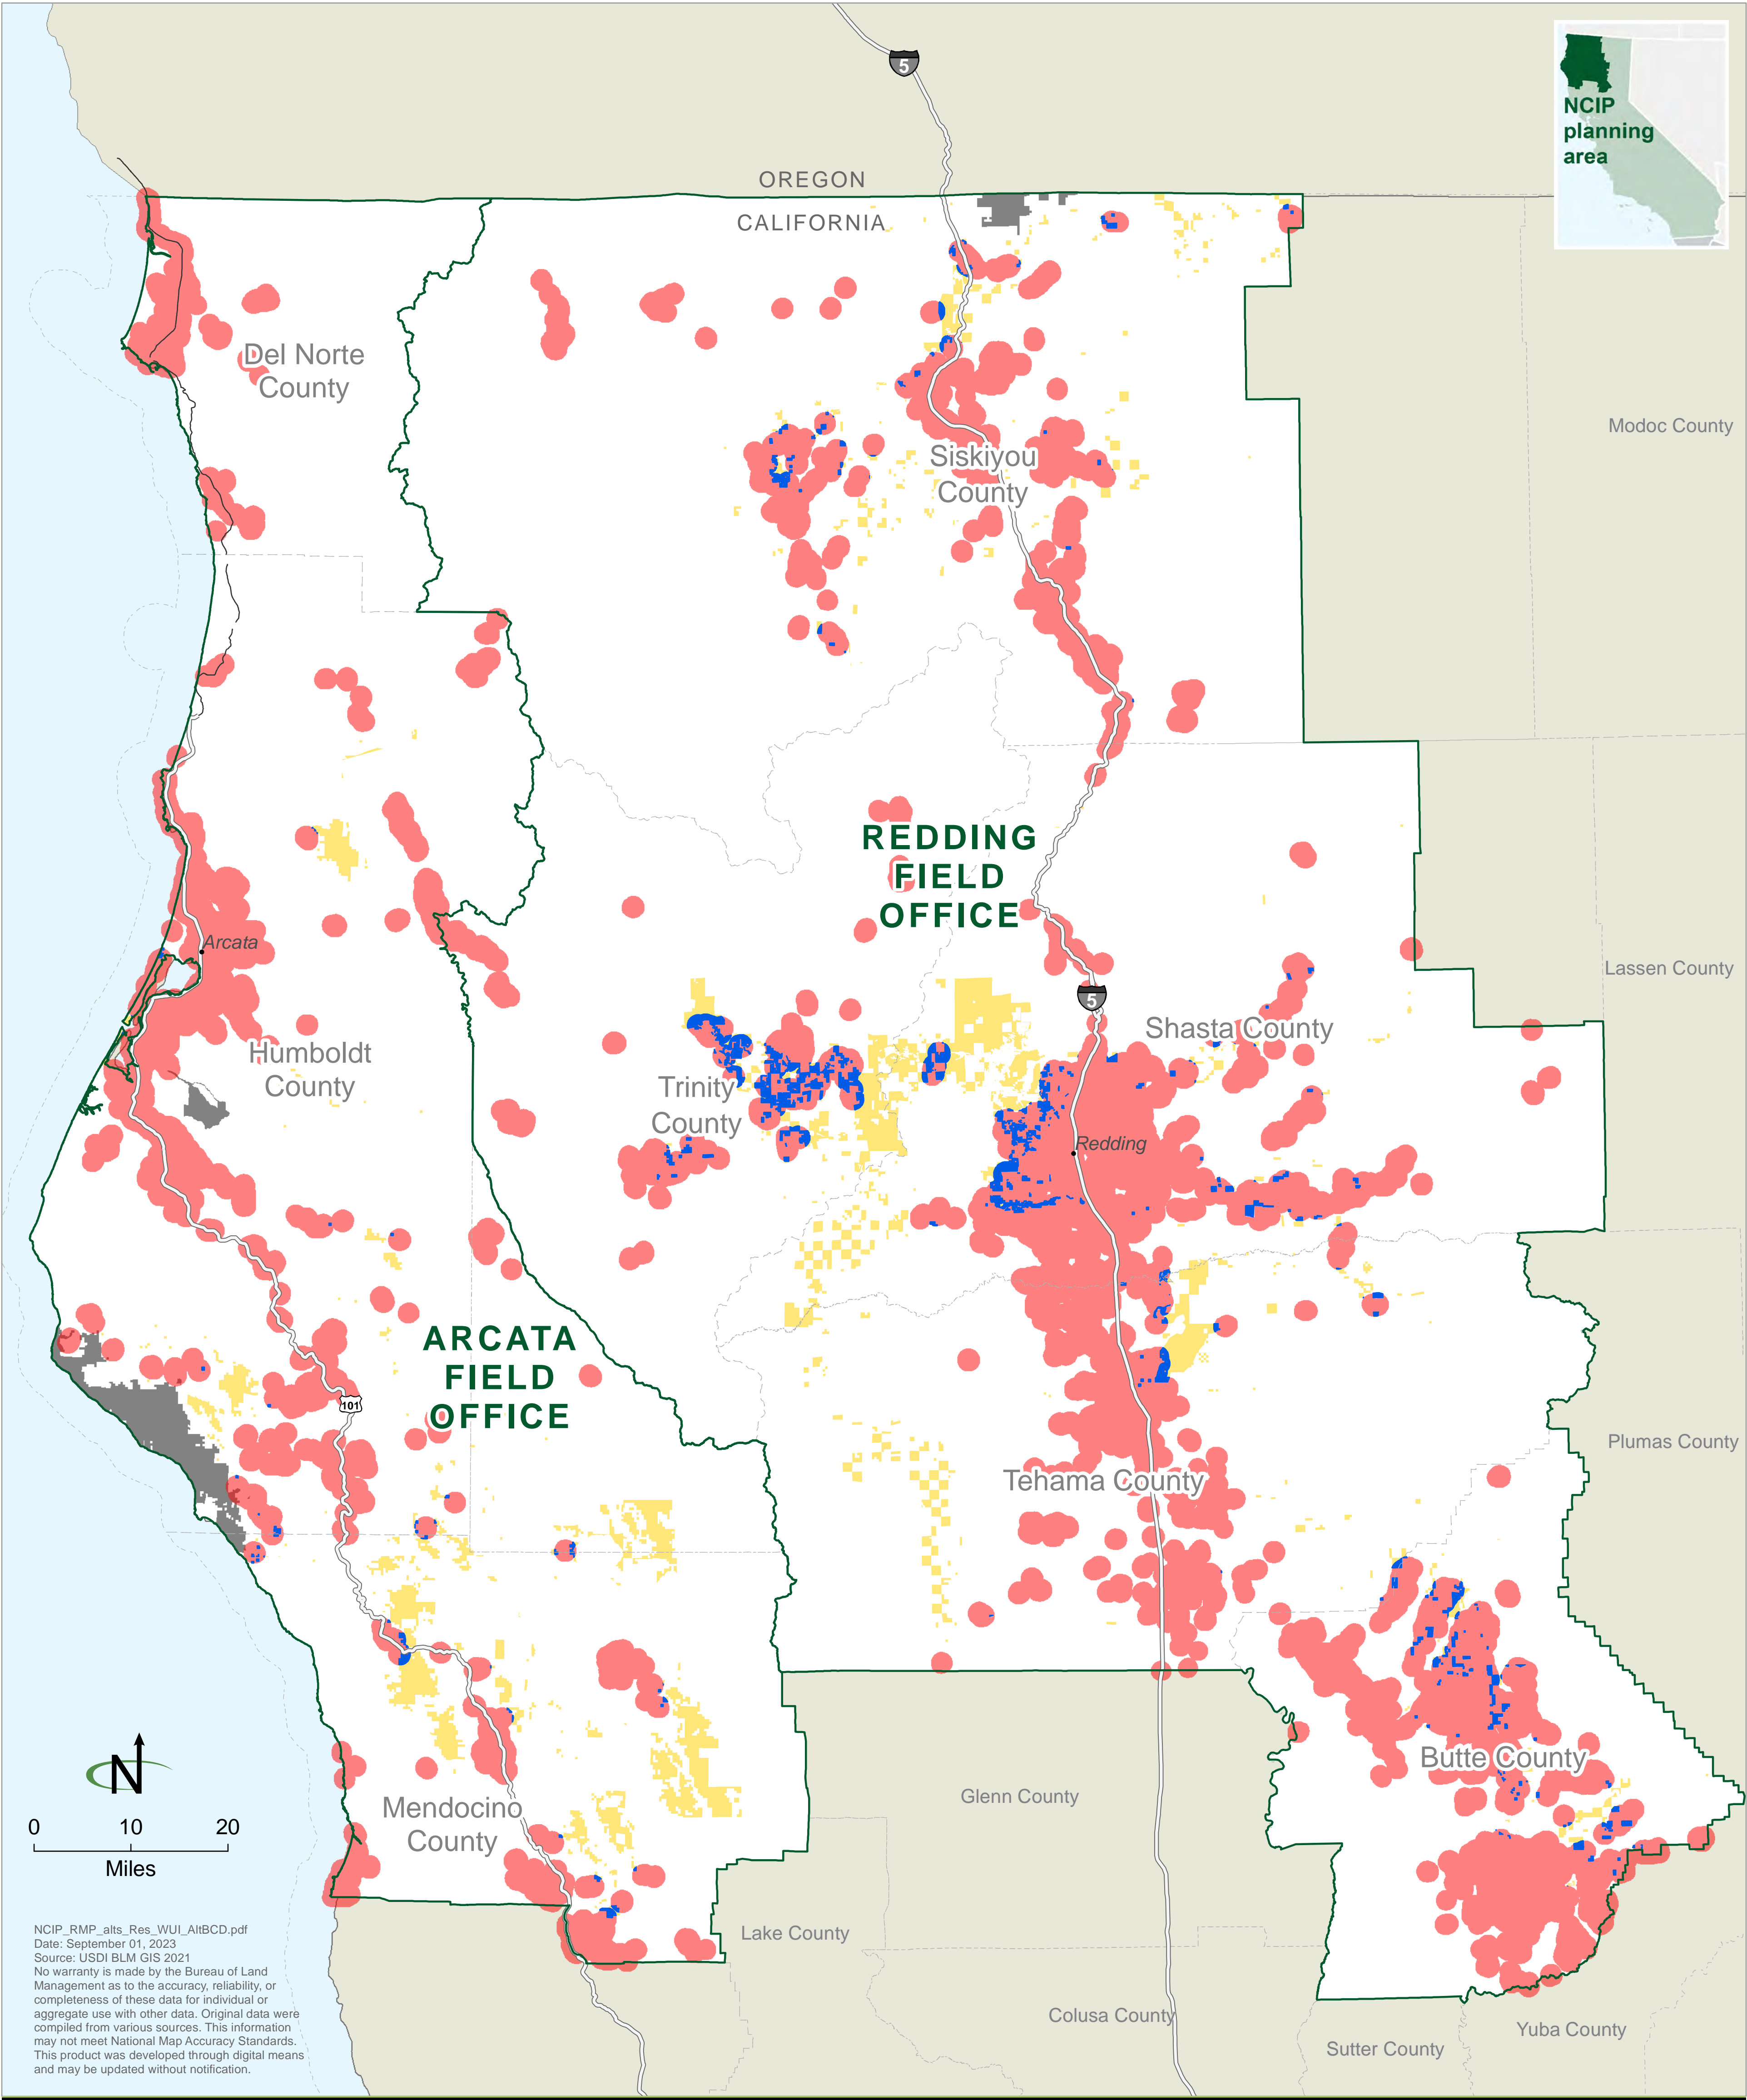 5
NCIP
planning
area
OREGON
CALIFORNIA
Del Norte
County
Modoc County
Siskiyou
County
REDDING
FIELD
OFFICE
Arcata
Lassen County
5
Shasta County
Humboldt
County
Trinity
County
Redding
ARCATA
FIELD
OFFICE
101
Plumas County
Tehama County
N
Butte County
Glenn County
Mendocino
County
0 10 20
Miles
NCIP_RMP_alts_Res_WUI_AltBCD.pdf
Date: September 01, 2023
Source: USDI BLM GIS 2021
No warranty is made by the Bureau of Land
Management as to the accuracy, reliability, or
completeness of these data for individual or
aggregate use with other data. Original data were
compiled from various sources. This information
may not meet National Map Accuracy Standards.
This product was developed through digital means
and may be updated without notification.
Lake County
Colusa County
Yuba County
Sutter County